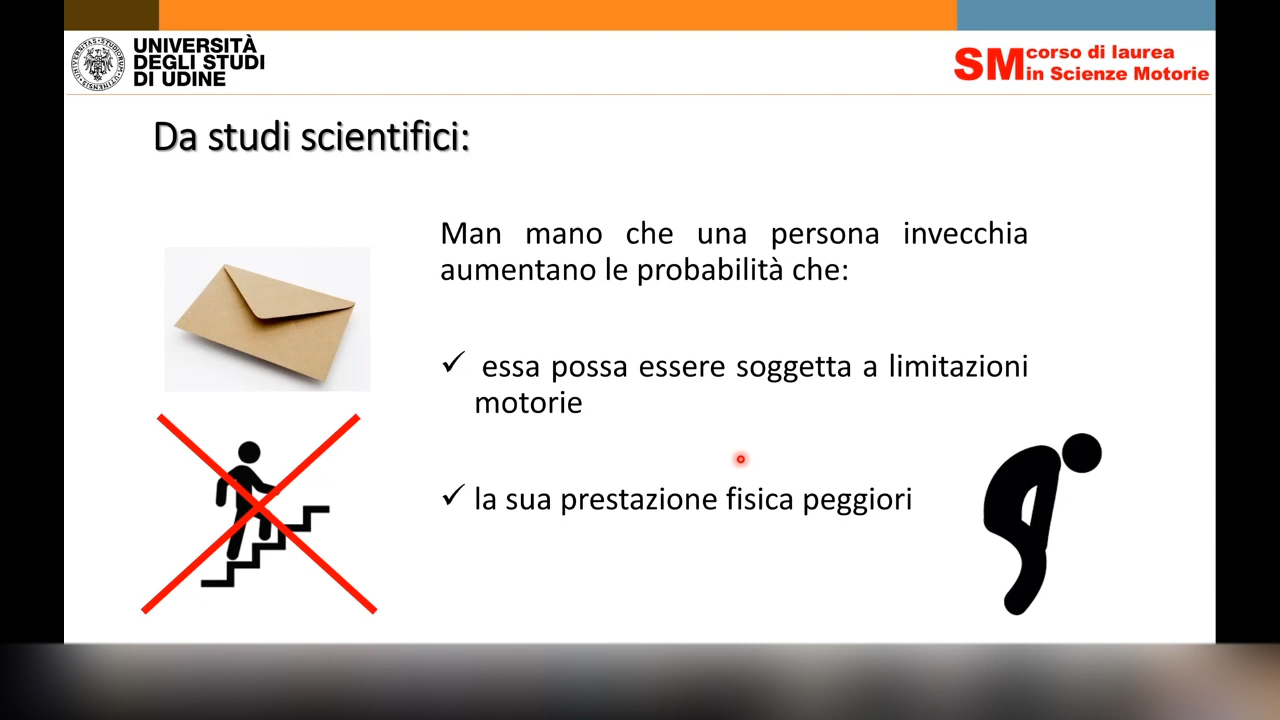 UNIVERSITÀ
DEGLI STUDI
DI UDINE
SM corso di laurea
in Scienze Motorie
Da studi scientifici:
Man mano che una persona invecchia
aumentano le probabilità che:
✓ essa possa essere soggetta a limitazioni
motorie
✓ la sua prestazione fisica peggiori